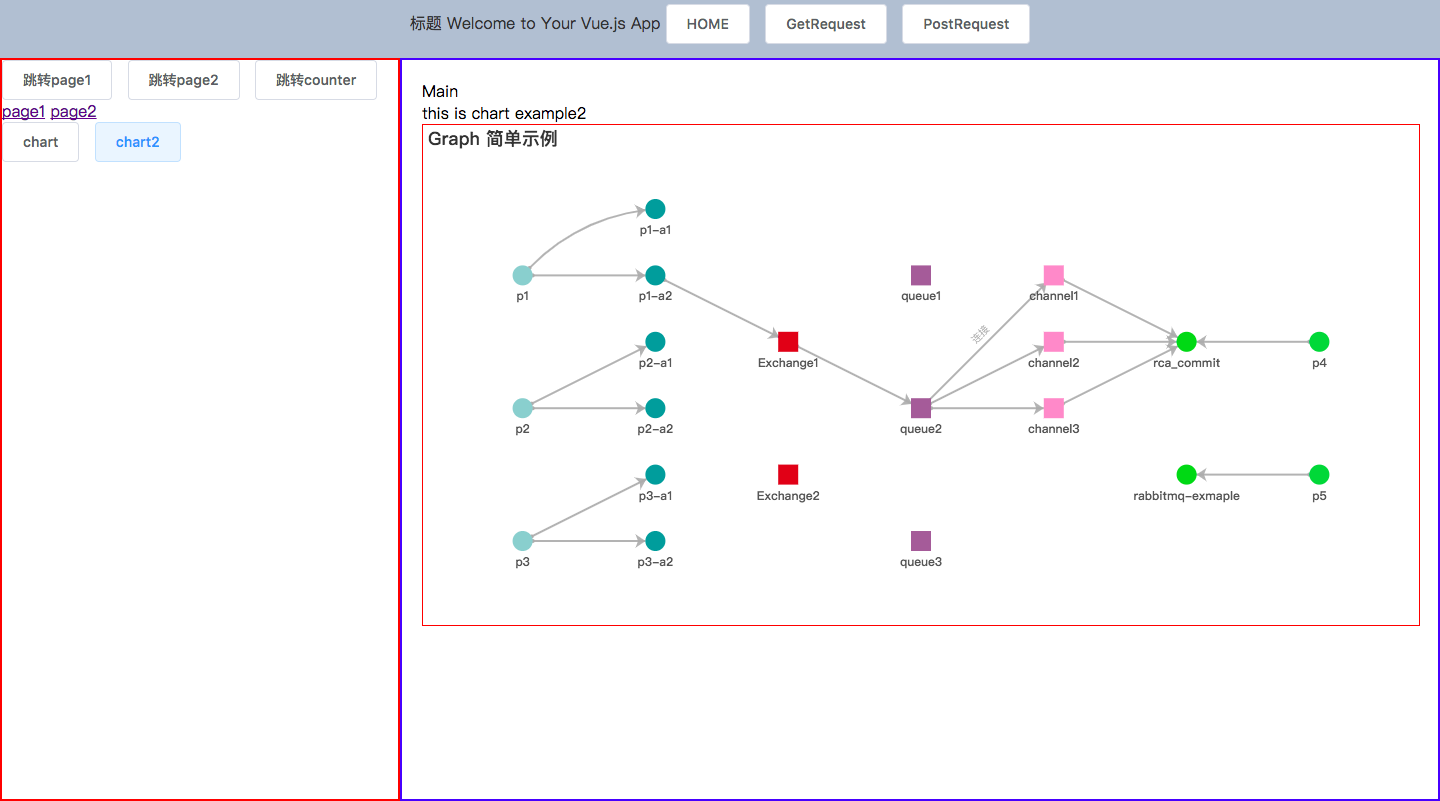 标题 Welcome to Your Vue.js App HOME GetRequest PostRequest
跳转page1 跳转page2 跳转counter
page1 page2
chart chart2
Main
this is chart example2
Graph 简单示例
p1-a1
p1 p1-a2 queue1 channel1
连接
p2-a1 Exchange1 channel2 rca_commit p4
p2 p2-a2 queue2 channel3
p3-a1 Exchange2 rabbitmq-exmaple p5
p3 p3-a2 queue3